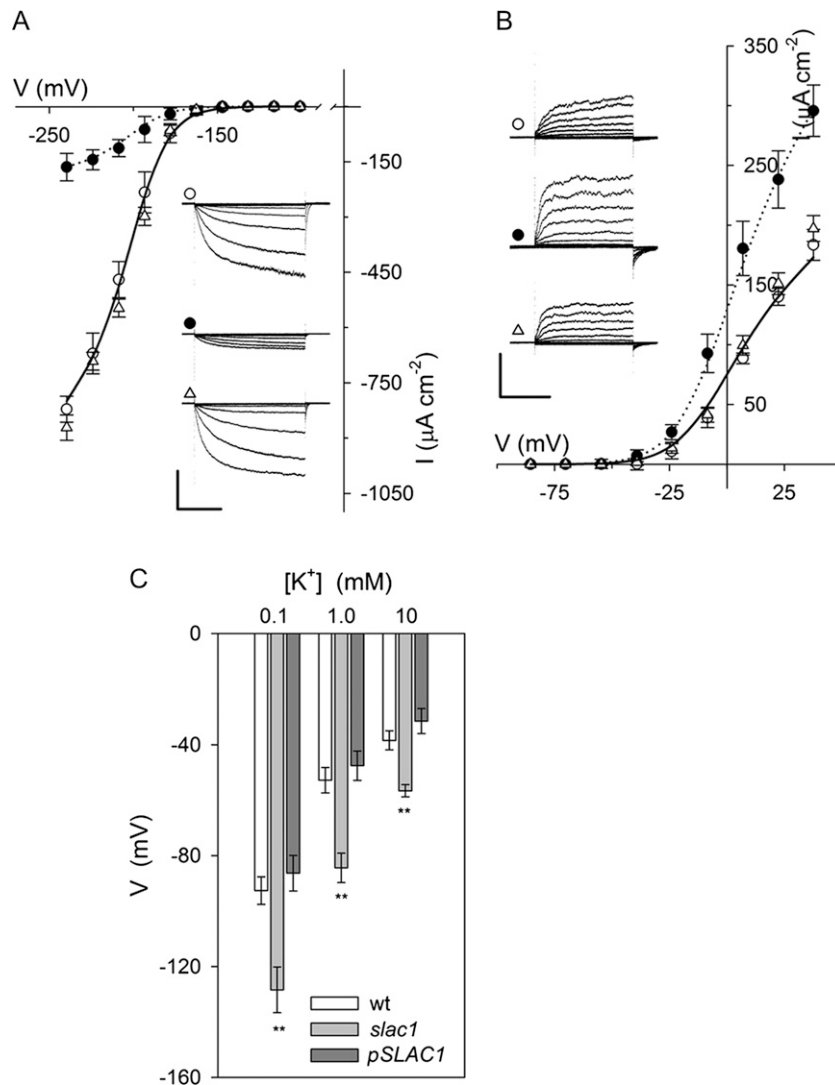 A
V (mV)
-250
-150
-150
-450
-750
-1050
I (µA cm-2)
B
350
250
150
50
I (µA cm-2)
V (mV)
-75
-25
25
C
[K+] (mM)
0.1 1.0 10
0
-40
-80
-120
-160
V (mV)
**
**
**
wt
slac1
pSLAC1